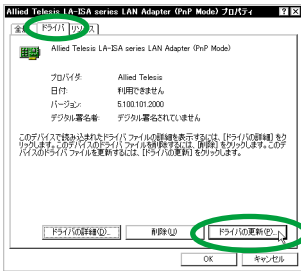 Allied Telesis LA-ISA series LAN Adapter (PnP Mode) プロパティ
全般 ドライバ リソース
Allied Telesis LA-ISA series LAN Adapter (PnP Mode)
プロバイダ: Allied Telesis
日付: 利用できません
バージョン: 5.100.101.2000
デジタル署名者: デジタル署名されていません
このデバイスで読み込まれたドライバ ファイルの詳細を表示するには、[ドライバの詳細] をク
リックします。このデバイスのドライバ ファイルを削除するには、[削除] をクリックします。このデ
バイスのドライバ ファイルを更新するには、[ドライバの更新] をクリックします。
ドライバの詳細(D)... 削除(U) ドライバの更新(P)...
OK キャンセル